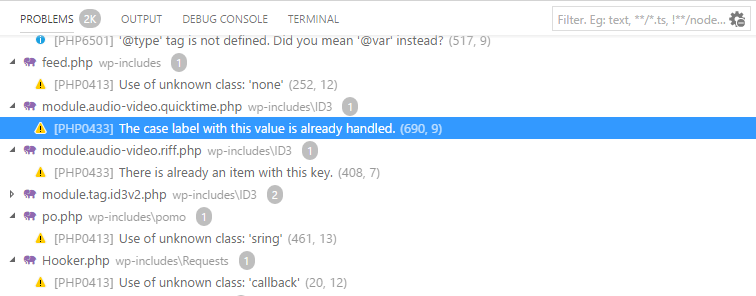 PROBLEMS 2K OUTPUT DEBUG CONSOLE TERMINAL Filter. Eg: text, **/*.ts, !**/node...
[PHP6501] '@type' tag is not defined. Did you mean '@var' instead? (517, 9)
feed.php wp-includes 1
[PHP0413] Use of unknown class: 'none' (252, 12)
module.audio-video.quicktime.php wp-includes\ID3 1
[PHP0433] The case label with this value is already handled. (690, 9)
module.audio-video.riff.php wp-includes\ID3 1
[PHP0433] There is already an item with this key. (408, 7)
module.tag.id3v2.php wp-includes\ID3 2
po.php wp-includes\pomo 1
[PHP0413] Use of unknown class: 'sring' (461, 13)
Hooker.php wp-includes\Requests 1
[PHP0413] Use of unknown class: 'callback' (20, 12)